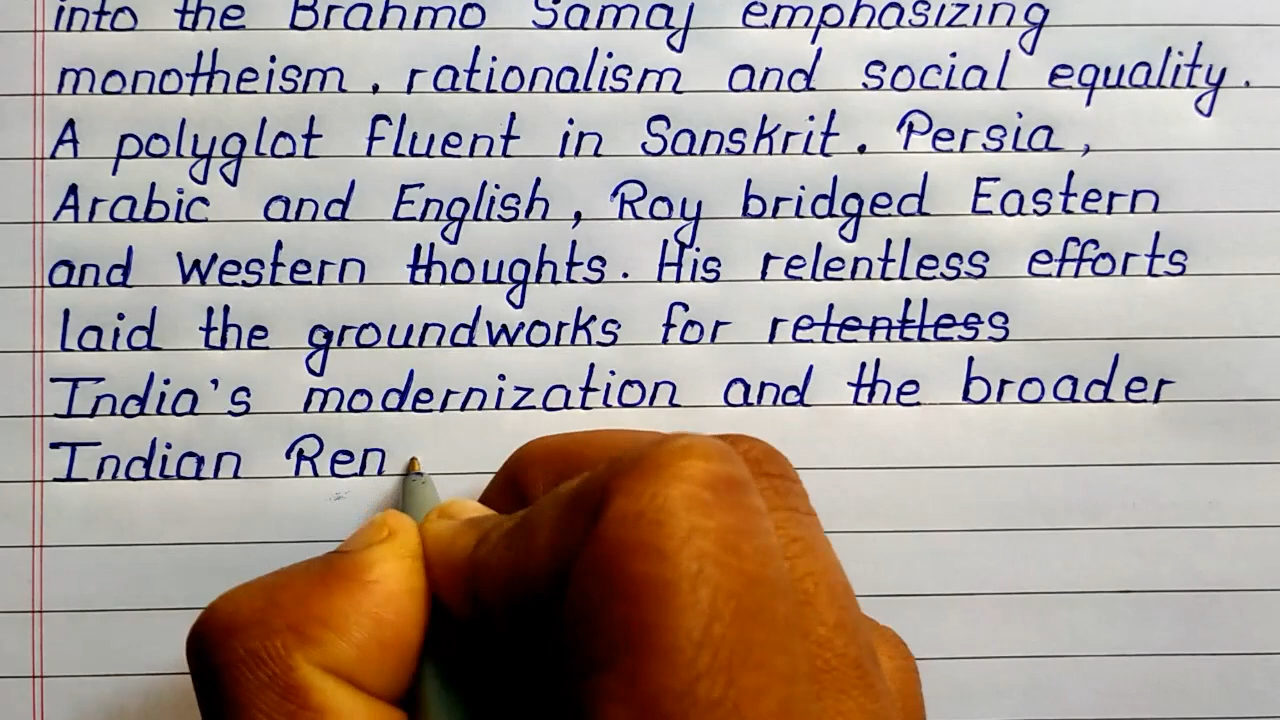 into the Brahmo Samaj emphasizing
monotheism, rationalism and social equality.
A polyglot fluent in Sanskrit. Persia,
Arabic and English, Roy bridged Eastern
and Western thoughts. His relentless efforts
laid the groundworks for retentless
India's modernization and the broader
Indian Ren